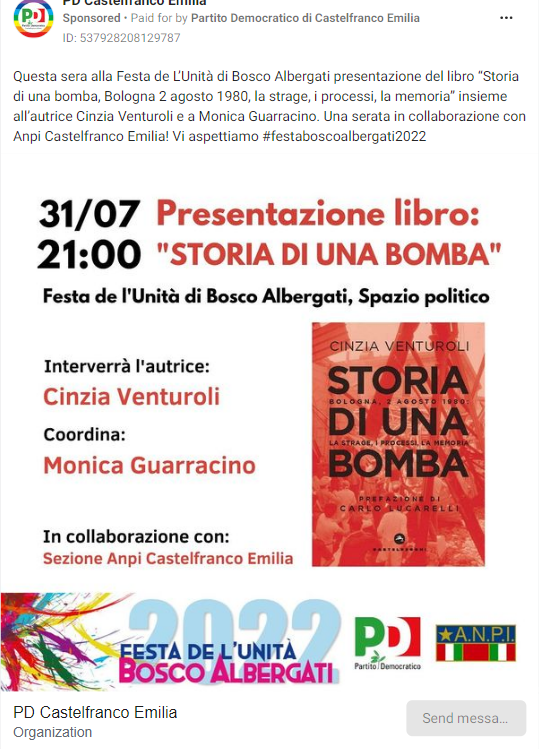 PD Castelfranco Emilia
Sponsored • Paid for by Partito Democratico di Castelfranco Emilia
ID: 537928208129787
Questa sera alla Festa de L'Unità di Bosco Albergati presentazione del libro "Storia
di una bomba, Bologna 2 agosto 1980, la strage, i processi, la memoria" insieme
all'autrice Cinzia Venturoli e a Monica Guarracino. Una serata in collaborazione con
Anpi Castelfranco Emilia! Vi aspettiamo #festaboscoalbergati2022
31/07 Presentazione libro:
21:00 "STORIA DI UNA BOMBA"
Festa de l'Unità di Bosco Albergati, Spazio politico
Interverrà l'autrice:
Cinzia Venturoli
Coordina:
Monica Guarracino
In collaborazione con:
Sezione Anpi Castelfranco Emilia
CINZIA VENTUROLI
STORIA
BOLOGNA, 2 AGOSTO 1980:
DI UNA
LA STRAGE, I PROCESSI, LA MEMORIA
BOMBA
PREFAZIONE DI
CARLO LUCARELLI
CASTELVECCHI
2022
FESTA DE L'UNITÀ
BOSCO ALBERGATI
PD
Partito Democratico
A.N.P.I.
PD Castelfranco Emilia
Organization
Send messa...